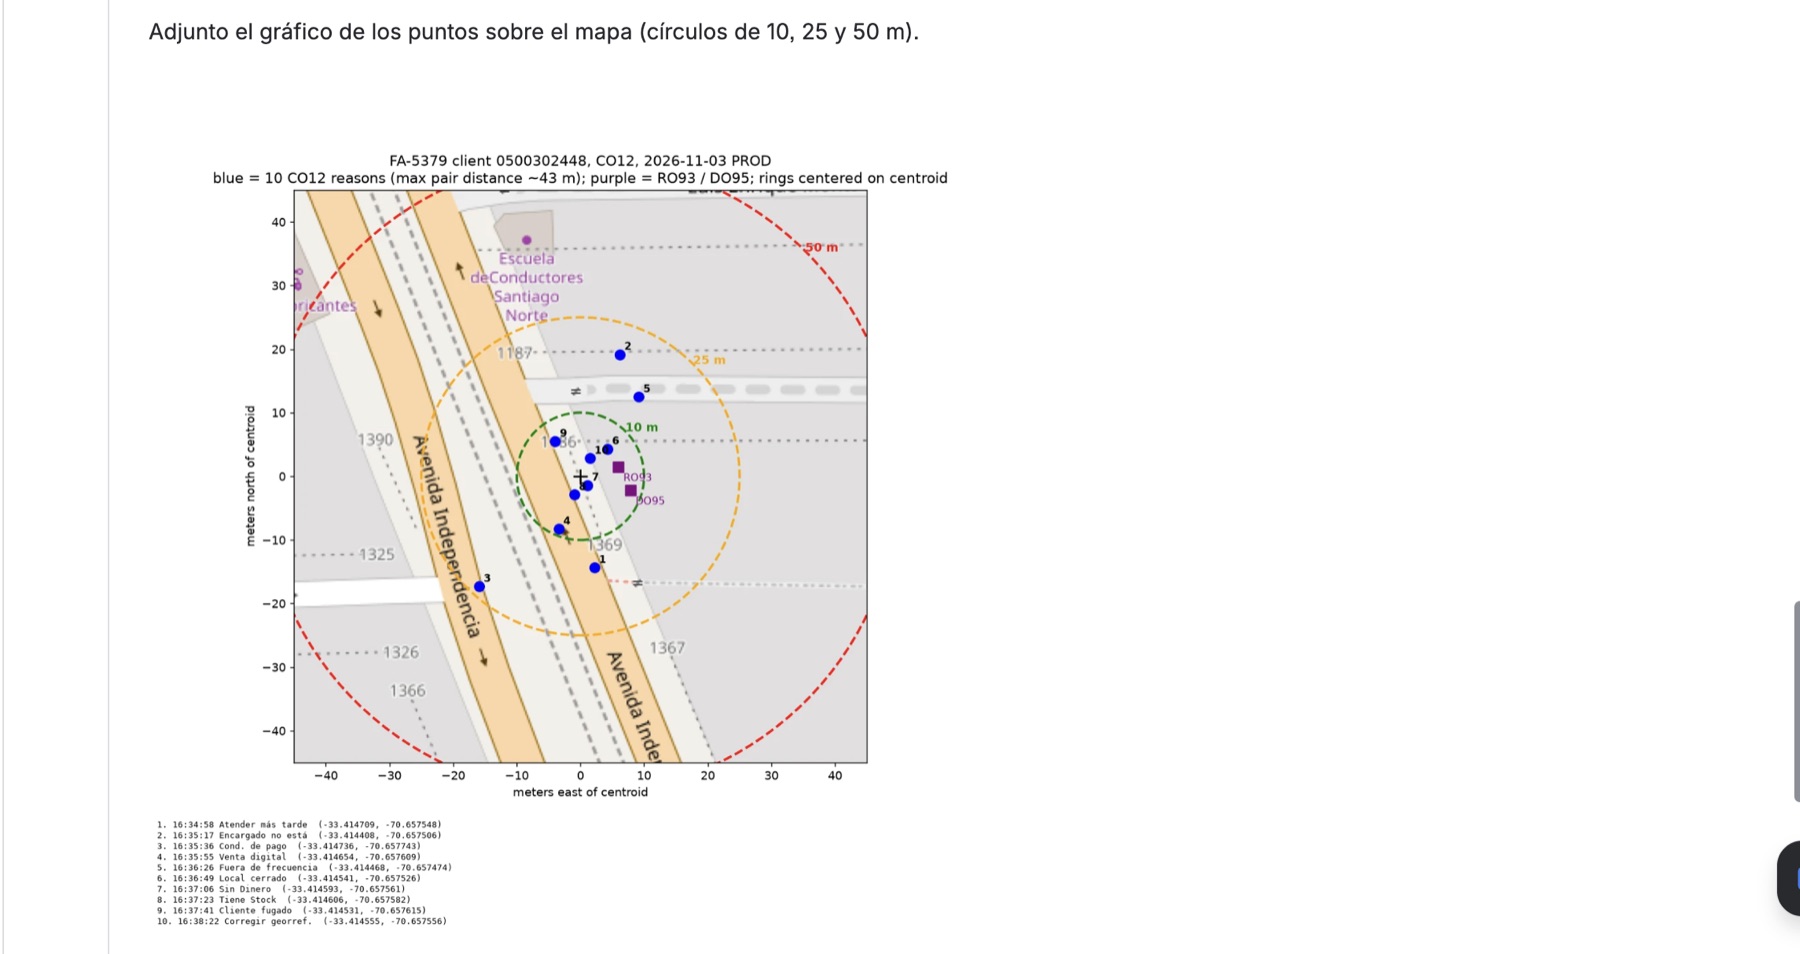 Adjunto el gráfico de los puntos sobre el mapa (círculos de 10, 25 y 50 m).
FA-5379 client 0500302448, CO12, 2026-11-03 PROD
blue = 10 CO12 reasons (max pair distance ~43 m); purple = RO93 / DO95; rings centered on centroid
40
30
20
10
0
−10
−20
−30
−40
meters north of centroid
50 m
Escuela
deConductores
Santiago
Norte
1187
2
25 m
5
10 m
9
6
10
1390
7
RO93
DO95
4
1369
1
1325
3
Avenida Independencia
1326
1367
1366
−40
−30
−20
−10
0
10
20
30
40
meters east of centroid
1. 16:34:58 Atender más tarde (-33.414709, -70.657548)
2. 16:35:17 Encargado no está (-33.414408, -70.657506)
3. 16:35:36 Cond. de pago (-33.414736, -70.657743)
4. 16:35:55 Venta digital (-33.414654, -70.657609)
5. 16:36:26 Fuera de frecuencia (-33.414468, -70.657474)
6. 16:36:49 Local cerrado (-33.414541, -70.657526)
7. 16:37:06 Sin Dinero (-33.414593, -70.657561)
8. 16:37:23 Tiene Stock (-33.414606, -70.657582)
9. 16:37:41 Cliente fugado (-33.414531, -70.657615)
10. 16:38:22 Corregir georref. (-33.414555, -70.657556)